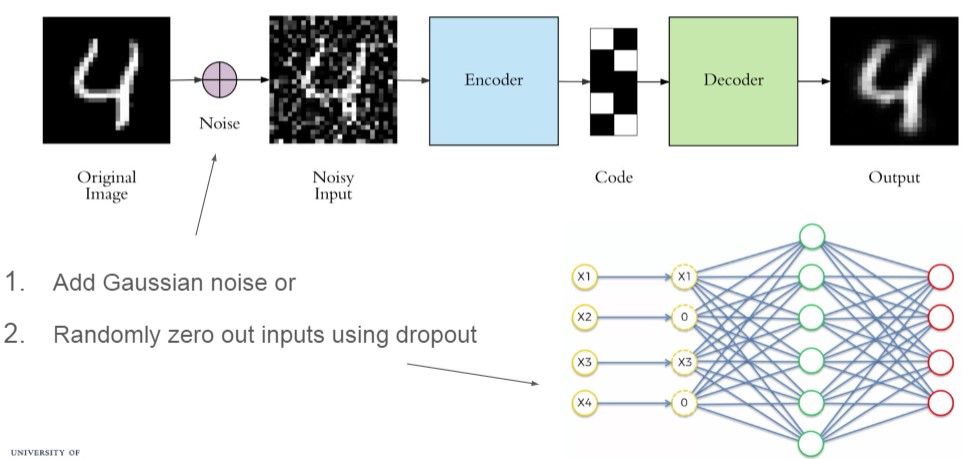 Encoder
Decoder
Noise
Original
Image
Noisy
Input
Code
Output
1. Add Gaussian noise or
2. Randomly zero out inputs using dropout
X1
X1
X2
0
X3
X3
X4
0
UNIVERSITY OF